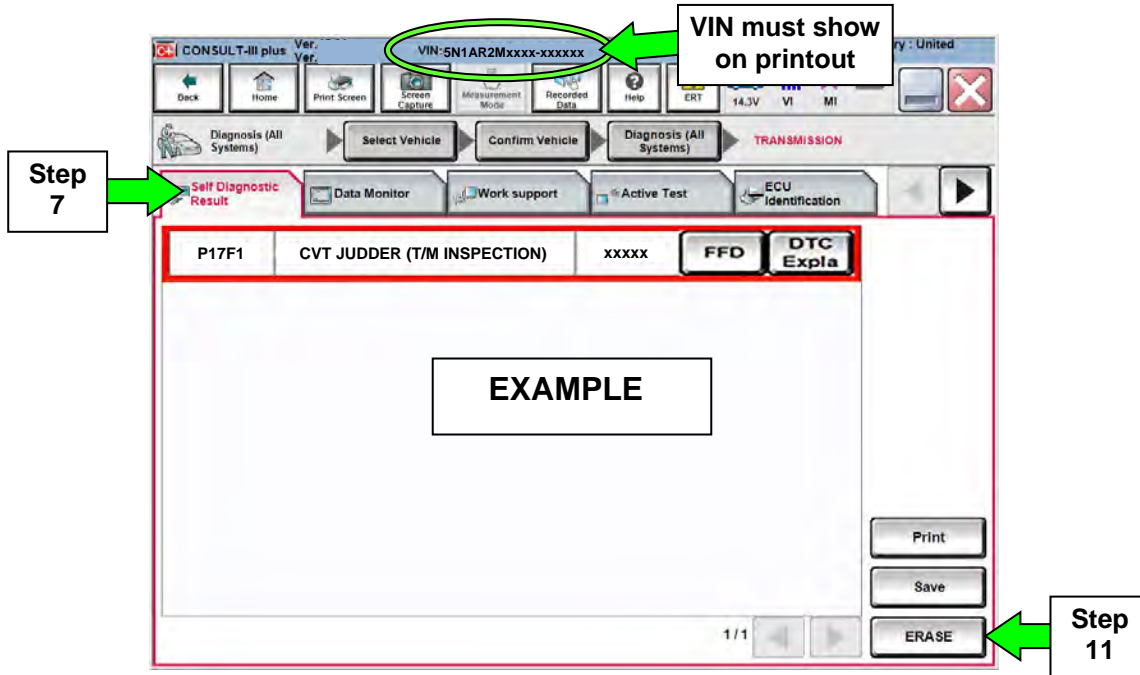 VIN must show
on printout
CONSULT-III plus Ver.
Ver.
VIN:5N1AR2Mxxxx-xxxxxx
ry : United
Back
Home
Print Screen
Screen
Capture
Measurement
Mode
Recorded
Data
Help
ERT
14.3V
VI
MI
Diagnosis (All
Systems)
Select Vehicle
Confirm Vehicle
Diagnosis (All
Systems)
TRANSMISSION
Step
7
Self Diagnostic
Result
Data Monitor
Work support
Active Test
ECU
Identification
P17F1 CVT JUDDER (T/M INSPECTION) xxxxx FFD DTC
Expla
EXAMPLE
Print
Save
1/1
ERASE
Step
11